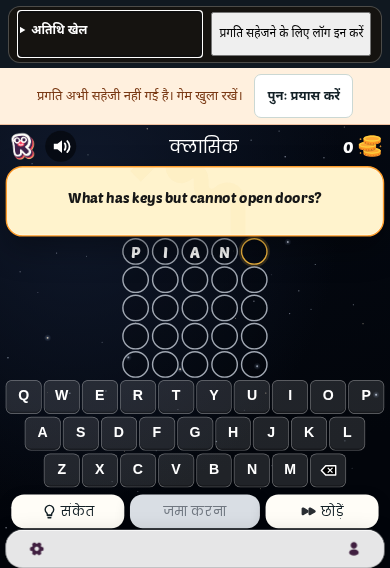 ▸ अतिथि खेल
प्रगति सहेजने के लिए लॉग इन करें
प्रगति अभी सहेजी नहीं गई है। गेम खुला रखें।
पुनः प्रयास करें
क्लासिक
0
What has keys but cannot open doors?
P I A N
Q W E R T Y U I O P
A S D F G H J K L
Z X C V B N M
संकेत
जमा करना
छोड़ें